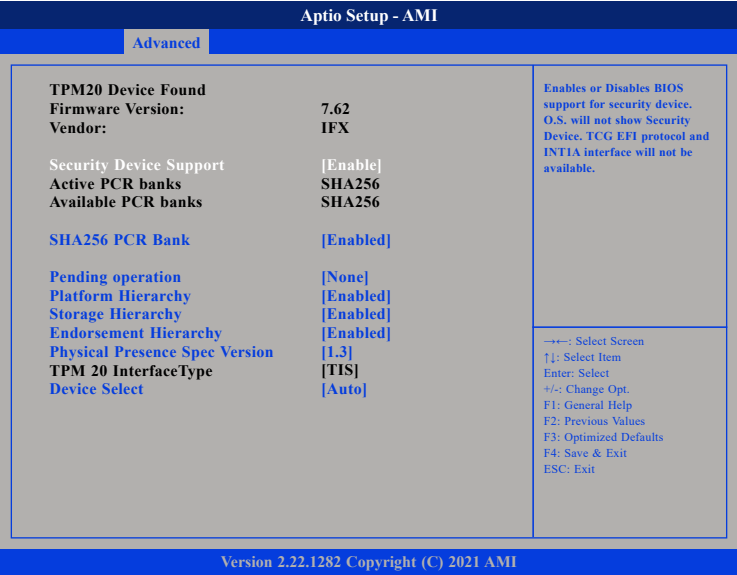 Aptio Setup - AMI
Advanced
TPM20 Device Found
Firmware Version: 7.62
Vendor: IFX
Security Device Support [Enable]
Active PCR banks SHA256
Available PCR banks SHA256
SHA256 PCR Bank [Enabled]
Pending operation [None]
Platform Hierarchy [Enabled]
Storage Hierarchy [Enabled]
Endorsement Hierarchy [Enabled]
Physical Presence Spec Version [1.3]
TPM 20 InterfaceType [TIS]
Device Select [Auto]
Enables or Disables BIOS
support for security device.
O.S. will not show Security
Device. TCG EFI protocol and
INT1A interface will not be
available.
→←: Select Screen
↑↓: Select Item
Enter: Select
+/-: Change Opt.
F1: General Help
F2: Previous Values
F3: Optimized Defaults
F4: Save & Exit
ESC: Exit
Version 2.22.1282 Copyright (C) 2021 AMI